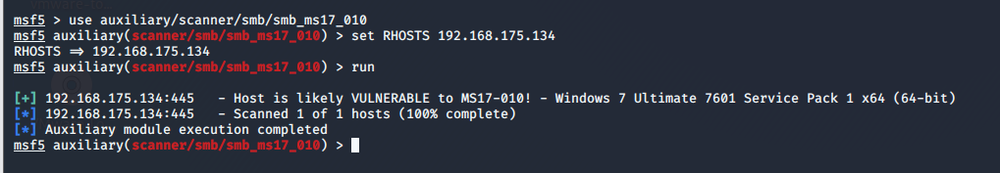 msf5 > use auxiliary/scanner/smb/smb_ms17_010
msf5 auxiliary(scanner/smb/smb_ms17_010) > set RHOSTS 192.168.175.134
RHOSTS ⇒ 192.168.175.134
msf5 auxiliary(scanner/smb/smb_ms17_010) > run
[+] 192.168.175.134:445 - Host is likely VULNERABLE to MS17-010! - Windows 7 Ultimate 7601 Service Pack 1 x64 (64-bit)
[*] 192.168.175.134:445 - Scanned 1 of 1 hosts (100% complete)
[*] Auxiliary module execution completed
msf5 auxiliary(scanner/smb/smb_ms17_010) >